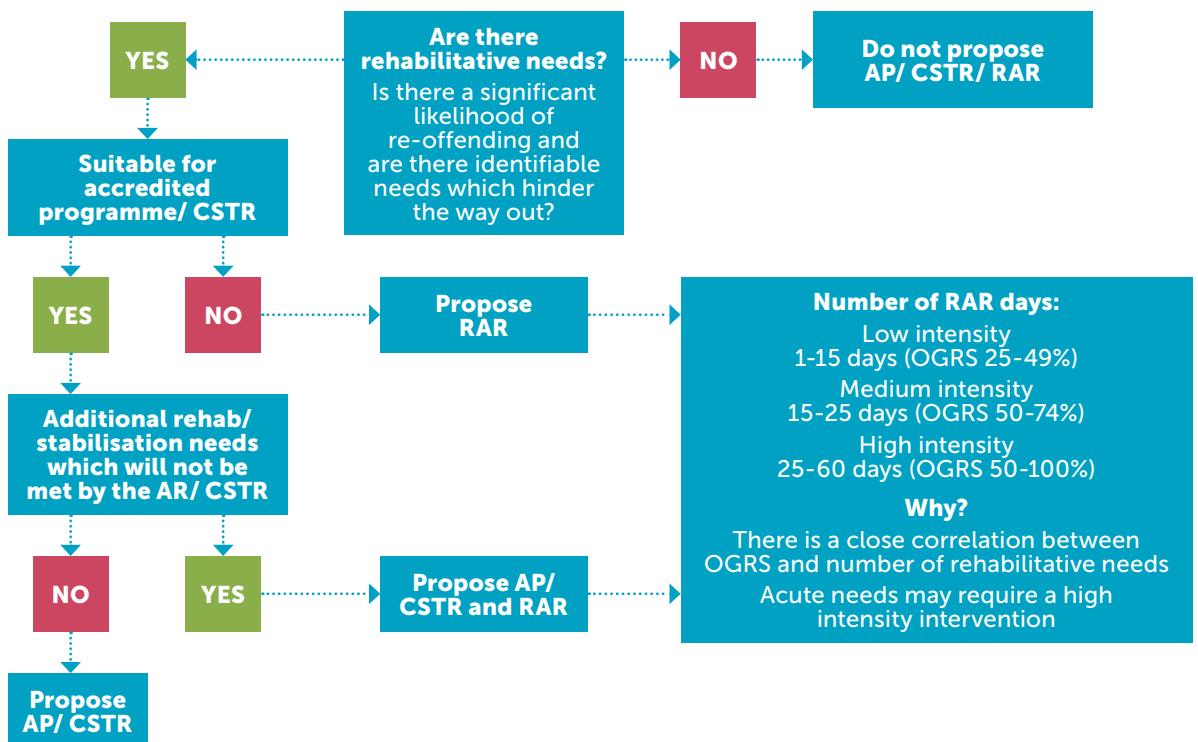 YES
Are there
rehabilitative needs?
Is there a significant
likelihood of
re-offending and
are there identifiable
needs which hinder
the way out?
NO
Do not propose
AP/ CSTR/ RAR
Suitable for
accredited
programme/ CSTR
YES
NO
Propose
RAR
Number of RAR days:
Low intensity
1-15 days (OGRS 25-49%)
Medium intensity
15-25 days (OGRS 50-74%)
High intensity
25-60 days (OGRS 50-100%)
Why?
There is a close correlation between
OGRS and number of rehabilitative needs
Acute needs may require a high
intensity intervention
Additional rehab/
stabilisation needs
which will not be
met by the AR/ CSTR
NO
YES
Propose AP/
CSTR and RAR
Propose
AP/ CSTR